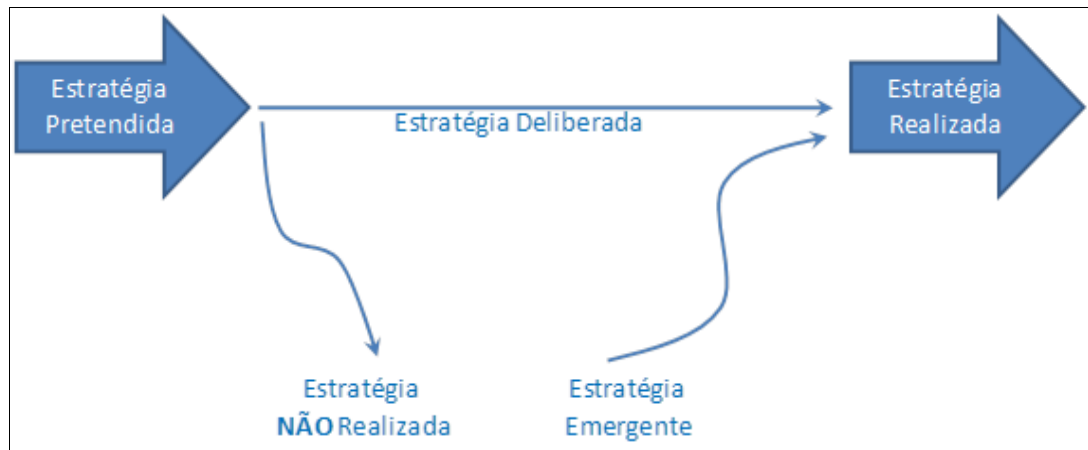 Estratégia
Pretendida
Estratégia Deliberada
Estratégia
Realizada
Estratégia
NÃO Realizada
Estratégia
Emergente